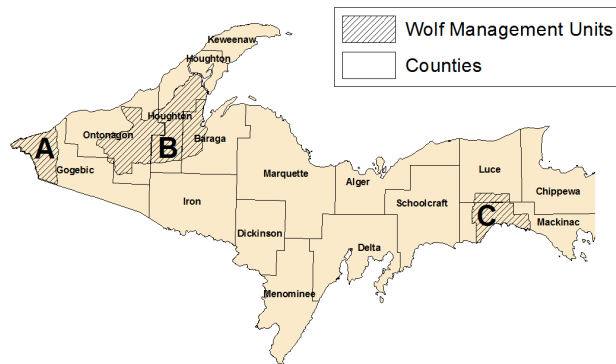 Wolf Management Units
Counties
Keweenaw
Houghton
Houghton
Ontonagon
Baraga
A
B
Gogebic
Marquette
Alger
Luce
Chippewa
Iron
Schoolcraft
C
Mackinac
Dickinson
Delta
Menominee